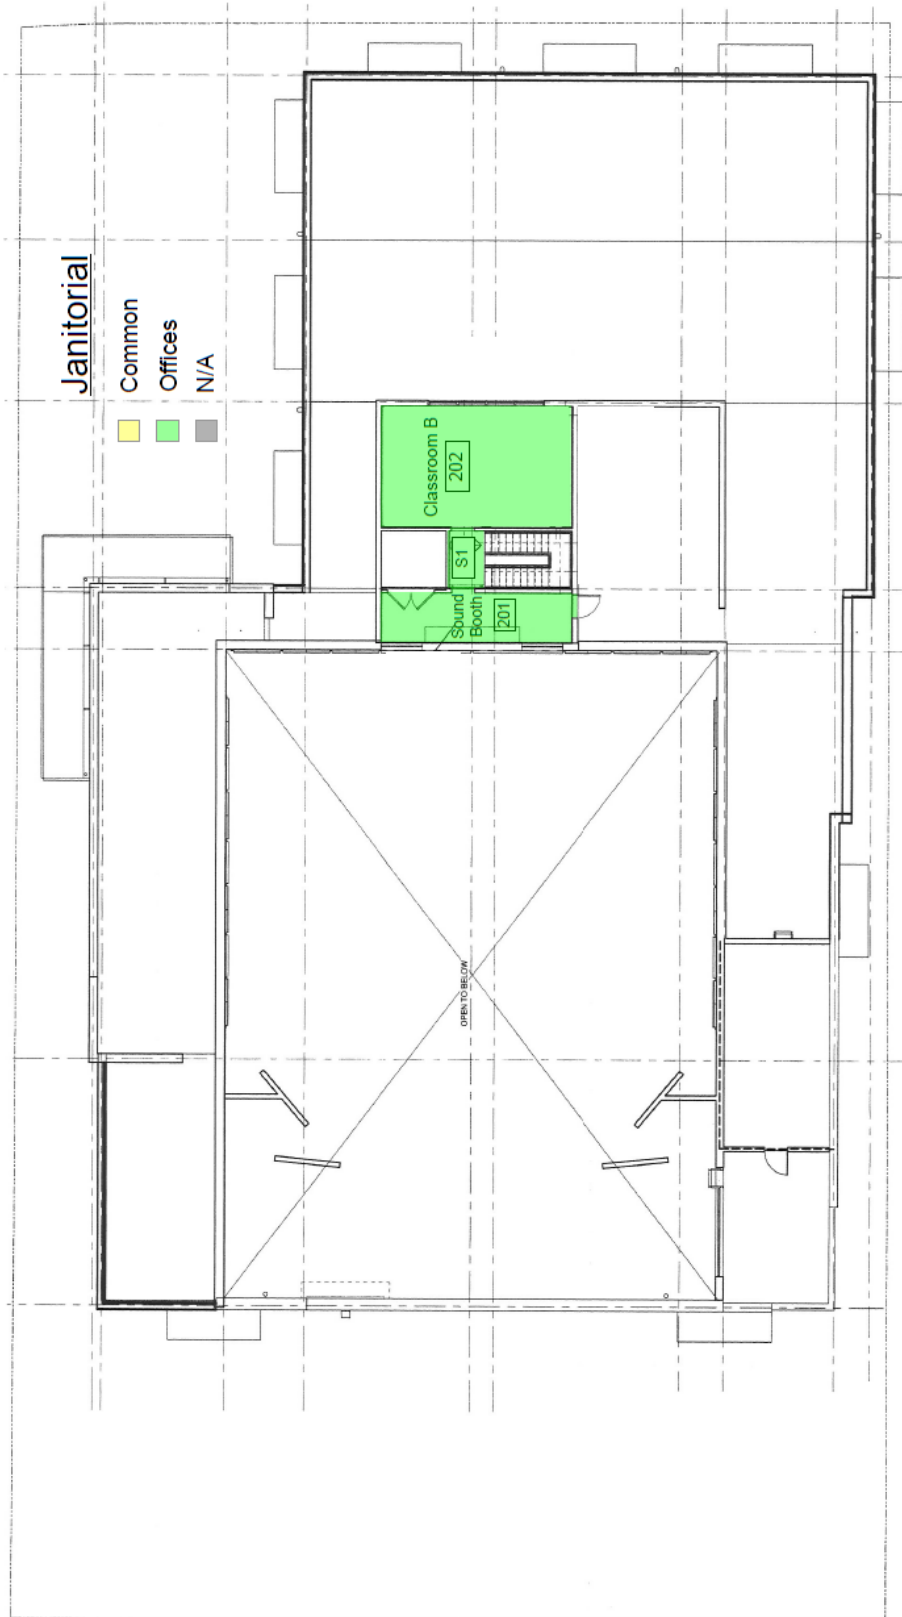 Janitorial
Common
Offices
N/A
Classroom B
202
S1
Sound
Booth
201
OPEN TO BELOW